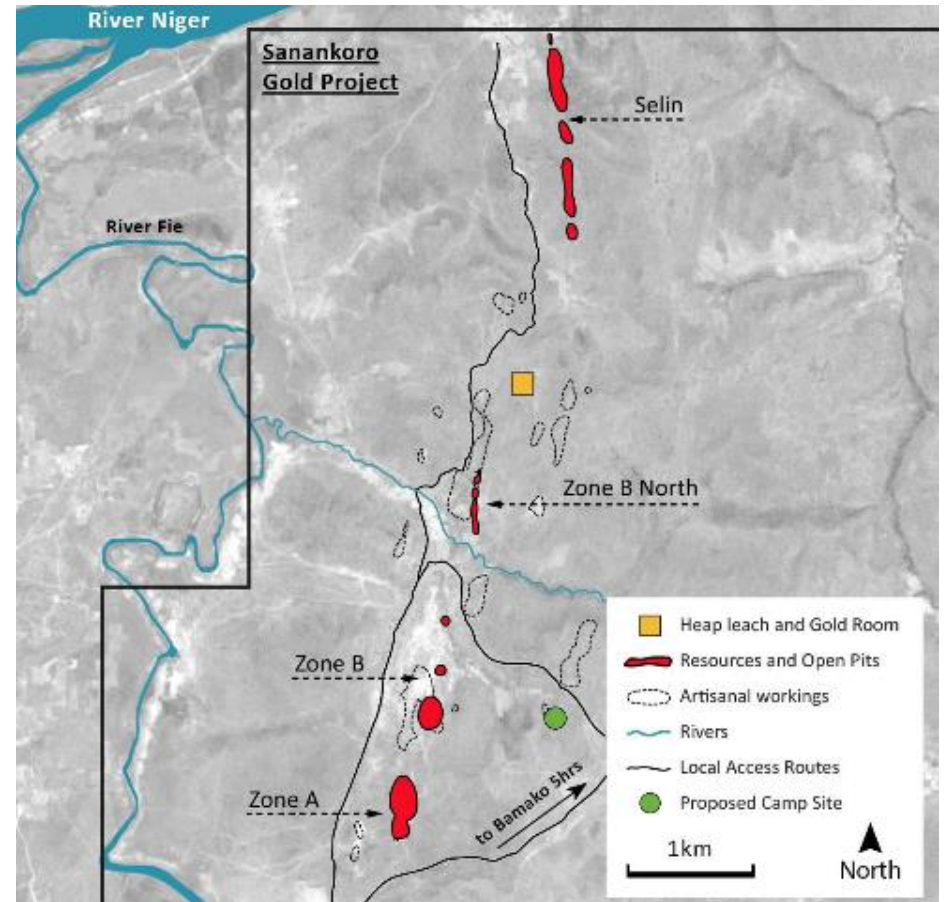 River Niger
Sanankoro
Gold Project
Selin
River Fie
Zone B North
Zone B
Zone A
to Bamako 5hrs
Heap leach and Gold Room
Resources and Open Pits
Artisanal workings
Rivers
Local Access Routes
Proposed Camp Site
1km
North